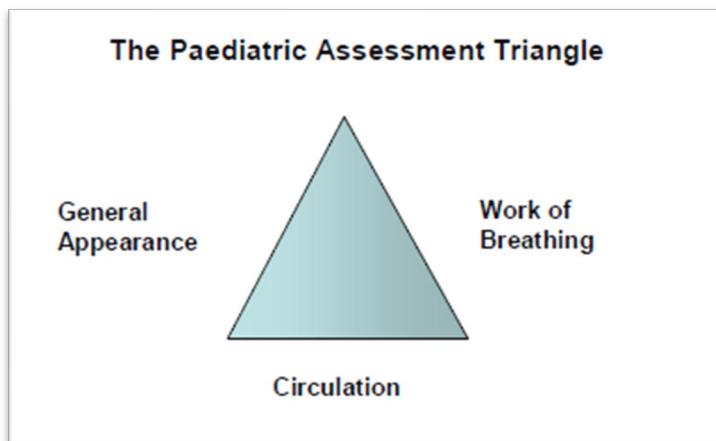 The Paediatric Assessment Triangle
General
Appearance
Work of
Breathing
Circulation